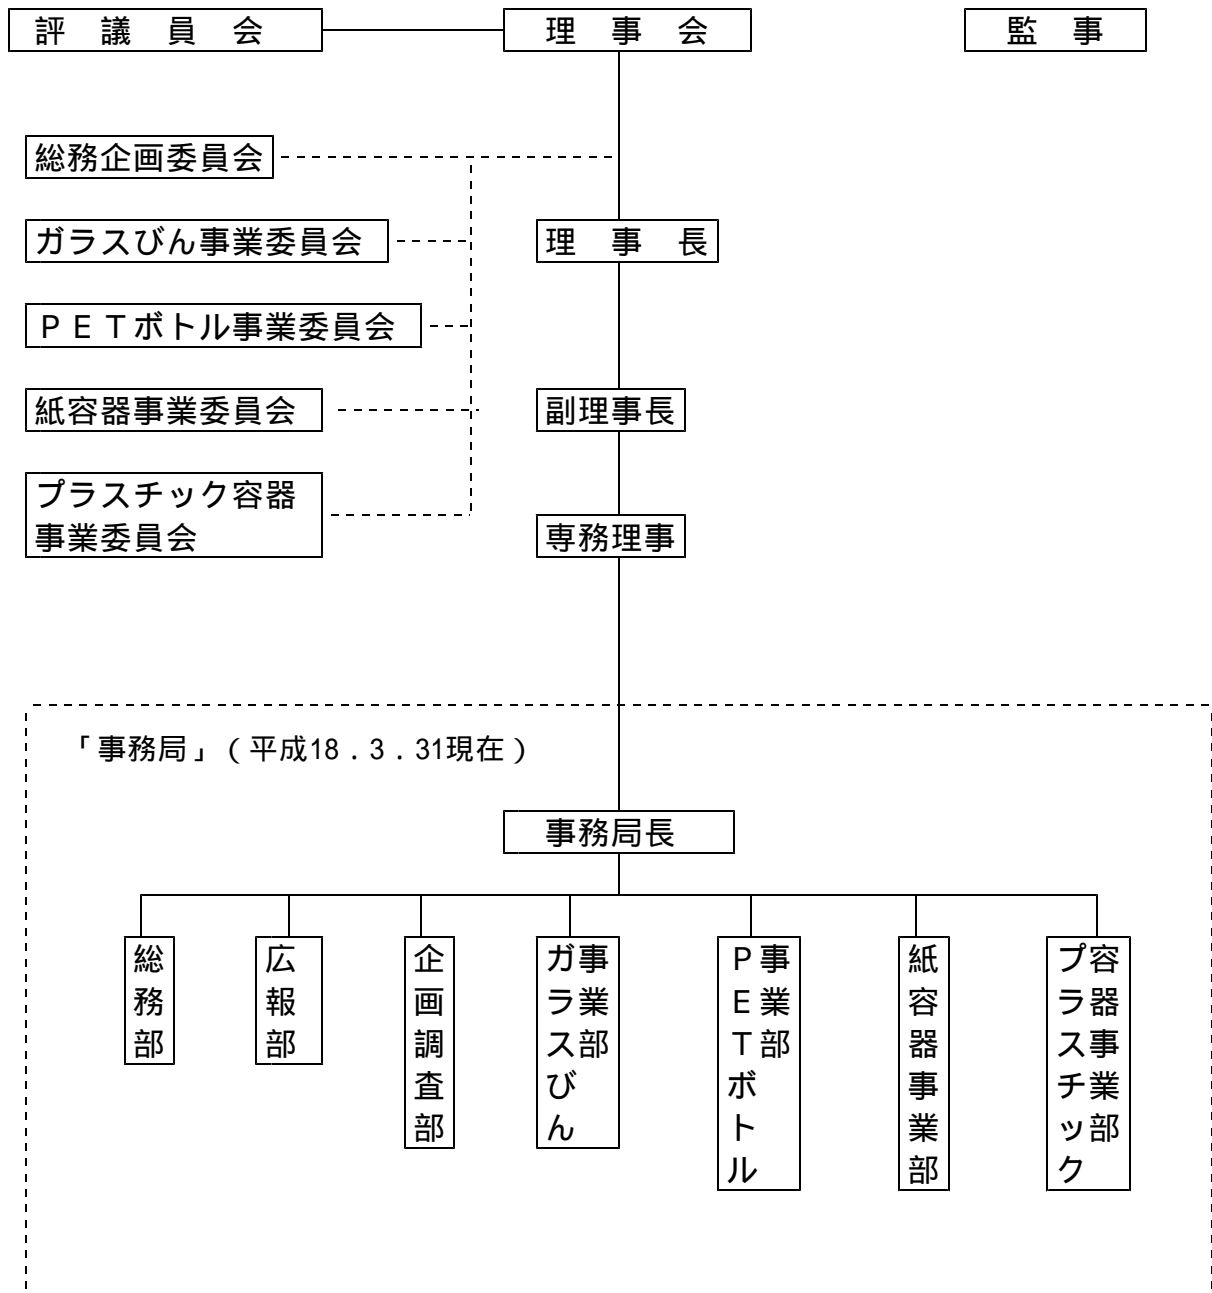 評　議　員　会
理　事　会
監　事
総務企画委員会
ガラスびん事業委員会
理　事　長
ＰＥＴボトル事業委員会
紙容器事業委員会
副理事長
プラスチック容器
事業委員会
専務理事
「事務局」（平成18．3．31現在）
事務局長
総務部
広報部
企画調査部
ガラスびん
事業部
ＰＥＴボトル
事業部
紙容器事業部
プラスチック
容器事業部